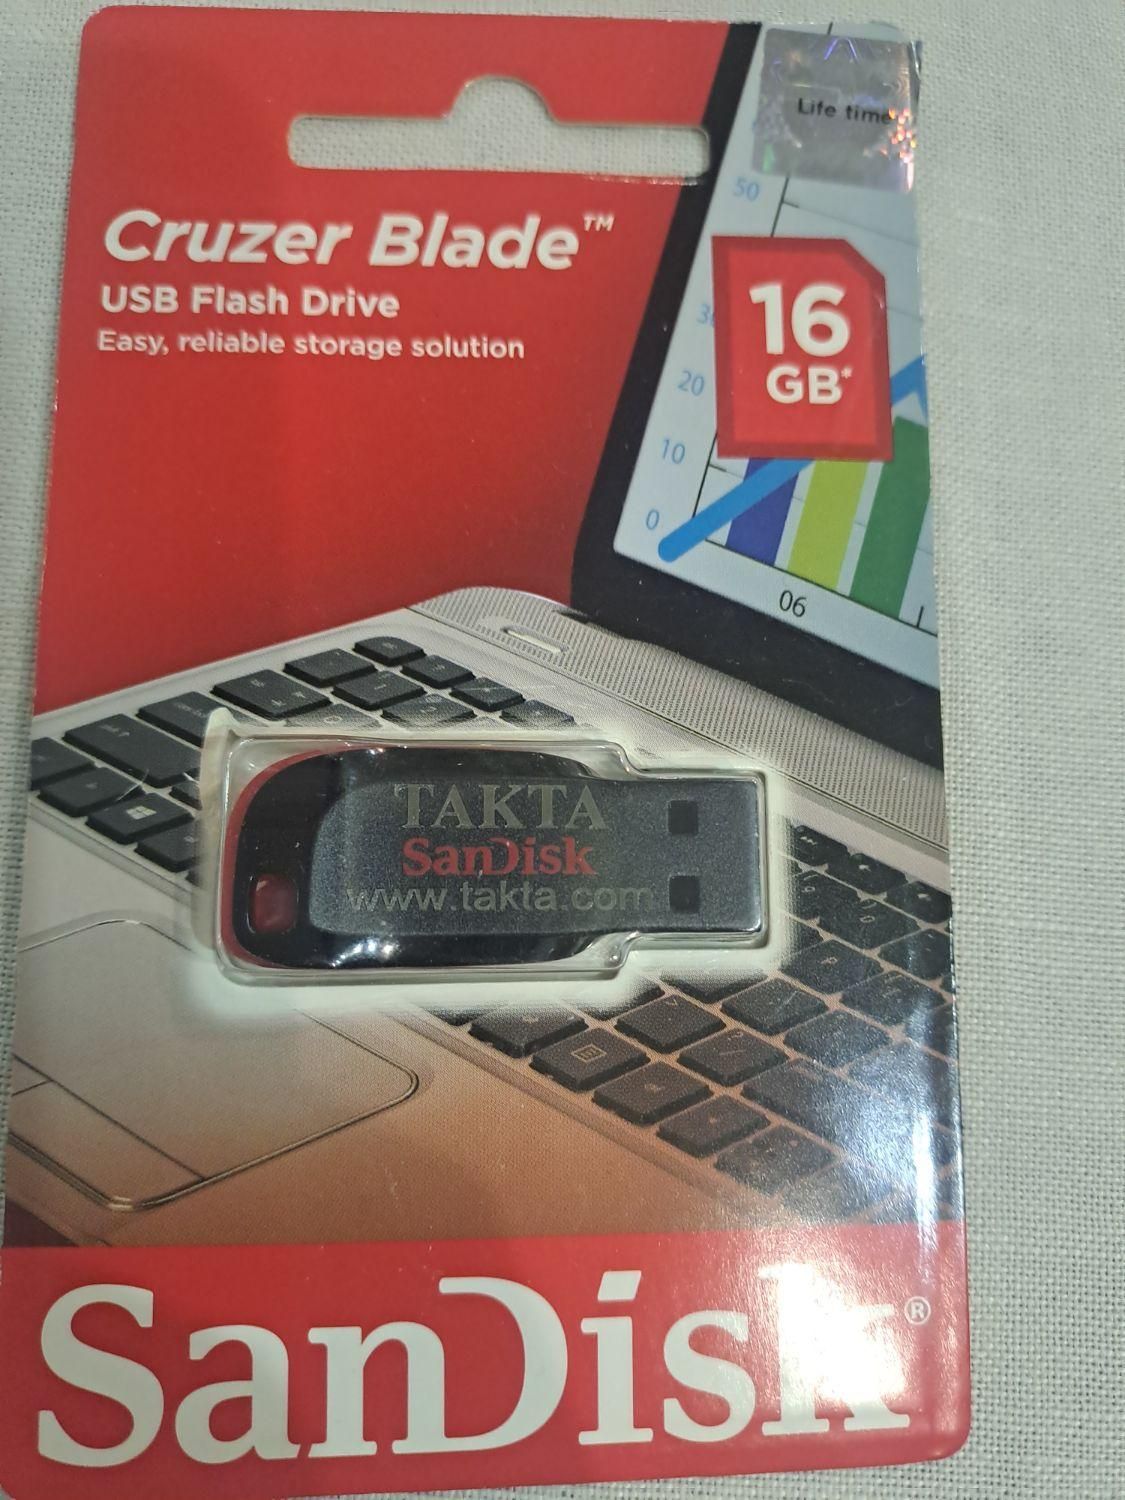 Life time
Cruzer Blade™
USB Flash Drive
Easy, reliable storage solution
16
GB*
50
20
10
0
06
TAKTA
SanDisk
www.takta.com
SanDisk®